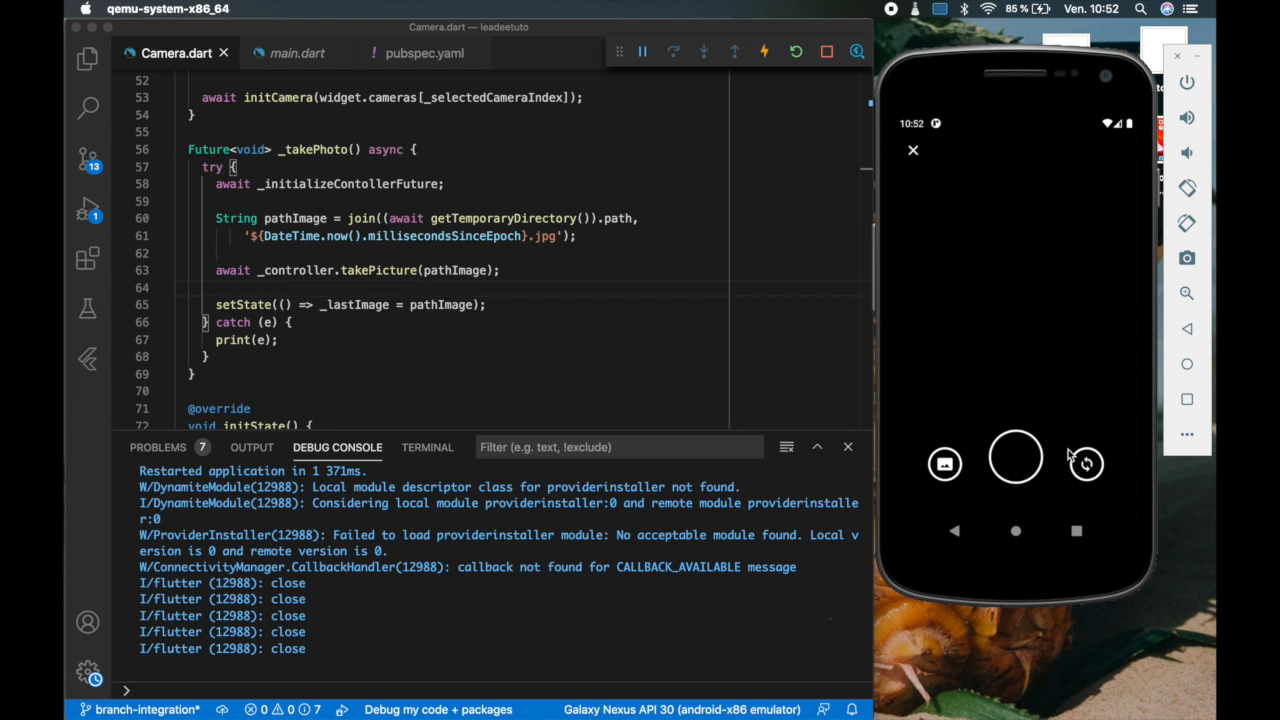 qemu-system-x86_64
85 %
Ven. 10:52
Camera.dart — leadeetuto
Camera.dart
main.dart
! pubspec.yaml
52
53 await initCamera(widget.cameras[_selectedCameraIndex]);
54 }
55
56 Future<void> _takePhoto() async {
57 try {
58 await _initializeContollerFuture;
59
60 String pathImage = join((await getTemporaryDirectory()).path,
61 '${DateTime.now().millisecondsSinceEpoch}.jpg');
62
63 await _controller.takePicture(pathImage);
64
65 setState(() => _lastImage = pathImage);
66 } catch (e) {
67 print(e);
68 }
69 }
70
71 @override
72 void initState() {
13
1
PROBLEMS 7 OUTPUT DEBUG CONSOLE TERMINAL Filter (e.g. text, !exclude)
Restarted application in 1 371ms.
W/DynamiteModule(12988): Local module descriptor class for providerinstaller not found.
I/DynamiteModule(12988): Considering local module providerinstaller:0 and remote module providerinstalle
r:0
W/ProviderInstaller(12988): Failed to load providerinstaller module: No acceptable module found. Local v
ersion is 0 and remote version is 0.
W/ConnectivityManager.CallbackHandler(12988): callback not found for CALLBACK_AVAILABLE message
I/flutter (12988): close
I/flutter (12988): close
I/flutter (12988): close
I/flutter (12988): close
I/flutter (12988): close
branch-integration* 0 0 7 Debug my code + packages Galaxy Nexus API 30 (android-x86 emulator)
10:52